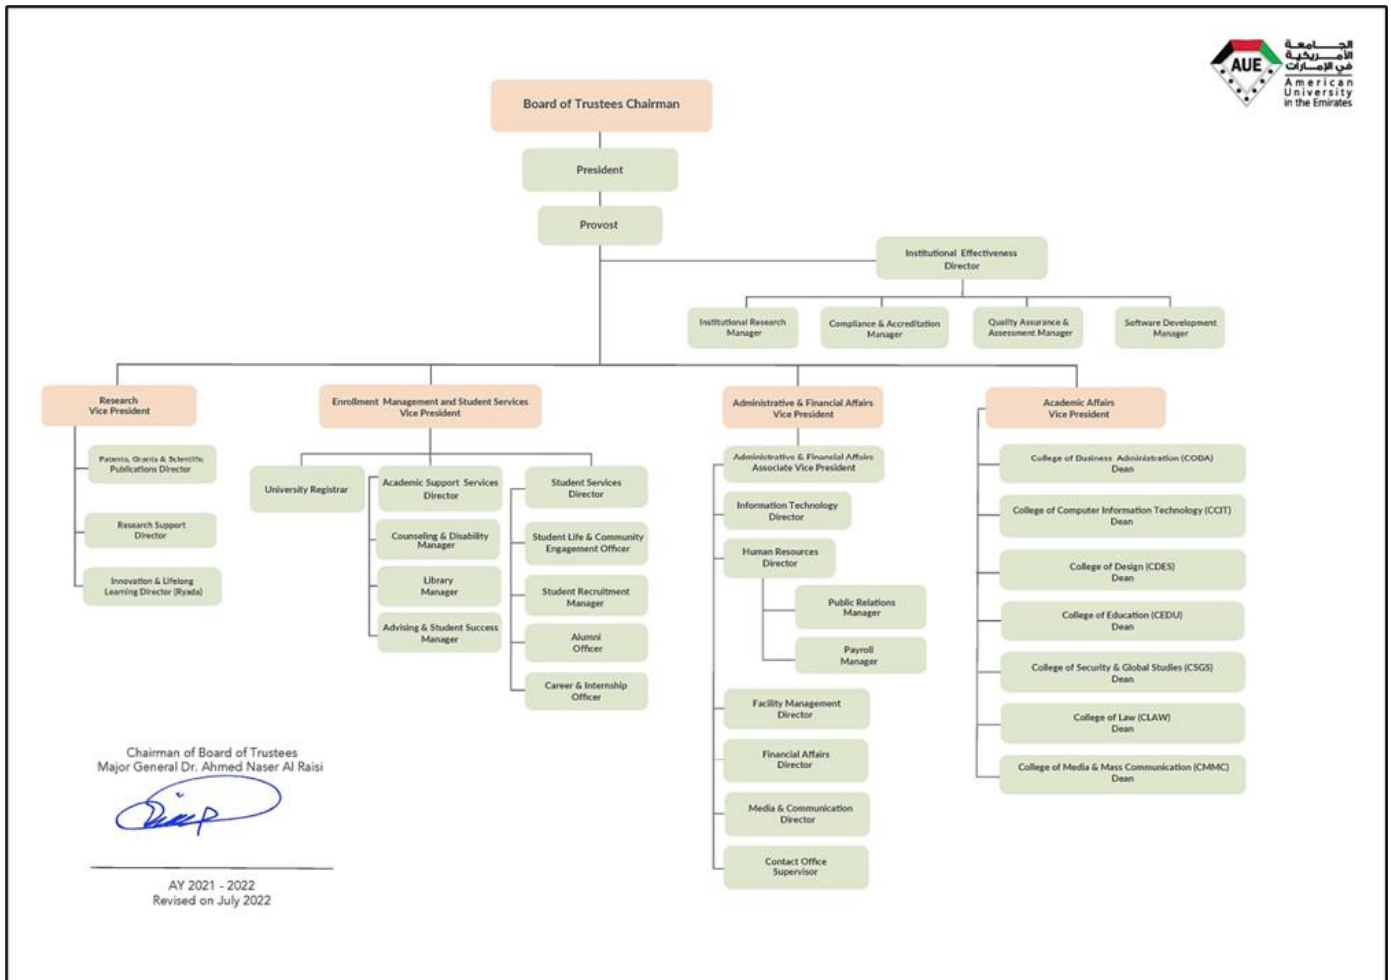 الجـــامعـــة
الأمـــريكية
في الإمـــارات
AUE
American
University
in the Emirates
Board of Trustees Chairman
President
Provost
Institutional Effectiveness
Director
Institutional Research
Manager
Compliance & Accreditation
Manager
Quality Assurance &
Assessment Manager
Software Development
Manager
Research
Vice President
Patents, Grants & Scientific
Publications Director
Research Support
Director
Innovation & Lifelong
Learning Director (Ryada)
Enrollment Management and Student Services
Vice President
University Registrar
Academic Support Services
Director
Counseling & Disability
Manager
Library
Manager
Advising & Student Success
Manager
Student Services
Director
Student Life & Community
Engagement Officer
Student Recruitment
Manager
Alumni
Officer
Career & Internship
Officer
Administrative & Financial Affairs
Vice President
Administrative & Financial Affairs
Associate Vice President
Information Technology
Director
Human Resources
Director
Public Relations
Manager
Payroll
Manager
Facility Management
Director
Financial Affairs
Director
Media & Communication
Director
Contact Office
Supervisor
Academic Affairs
Vice President
College of Business Administration (COBA)
Dean
College of Computer Information Technology (CCIT)
Dean
College of Design (CDES)
Dean
College of Education (CEDU)
Dean
College of Security & Global Studies (CSGS)
Dean
College of Law (CLAW)
Dean
College of Media & Mass Communication (CMMC)
Dean
Chairman of Board of Trustees
Major General Dr. Ahmed Naser Al Raisi
AY 2021 - 2022
Revised on July 2022